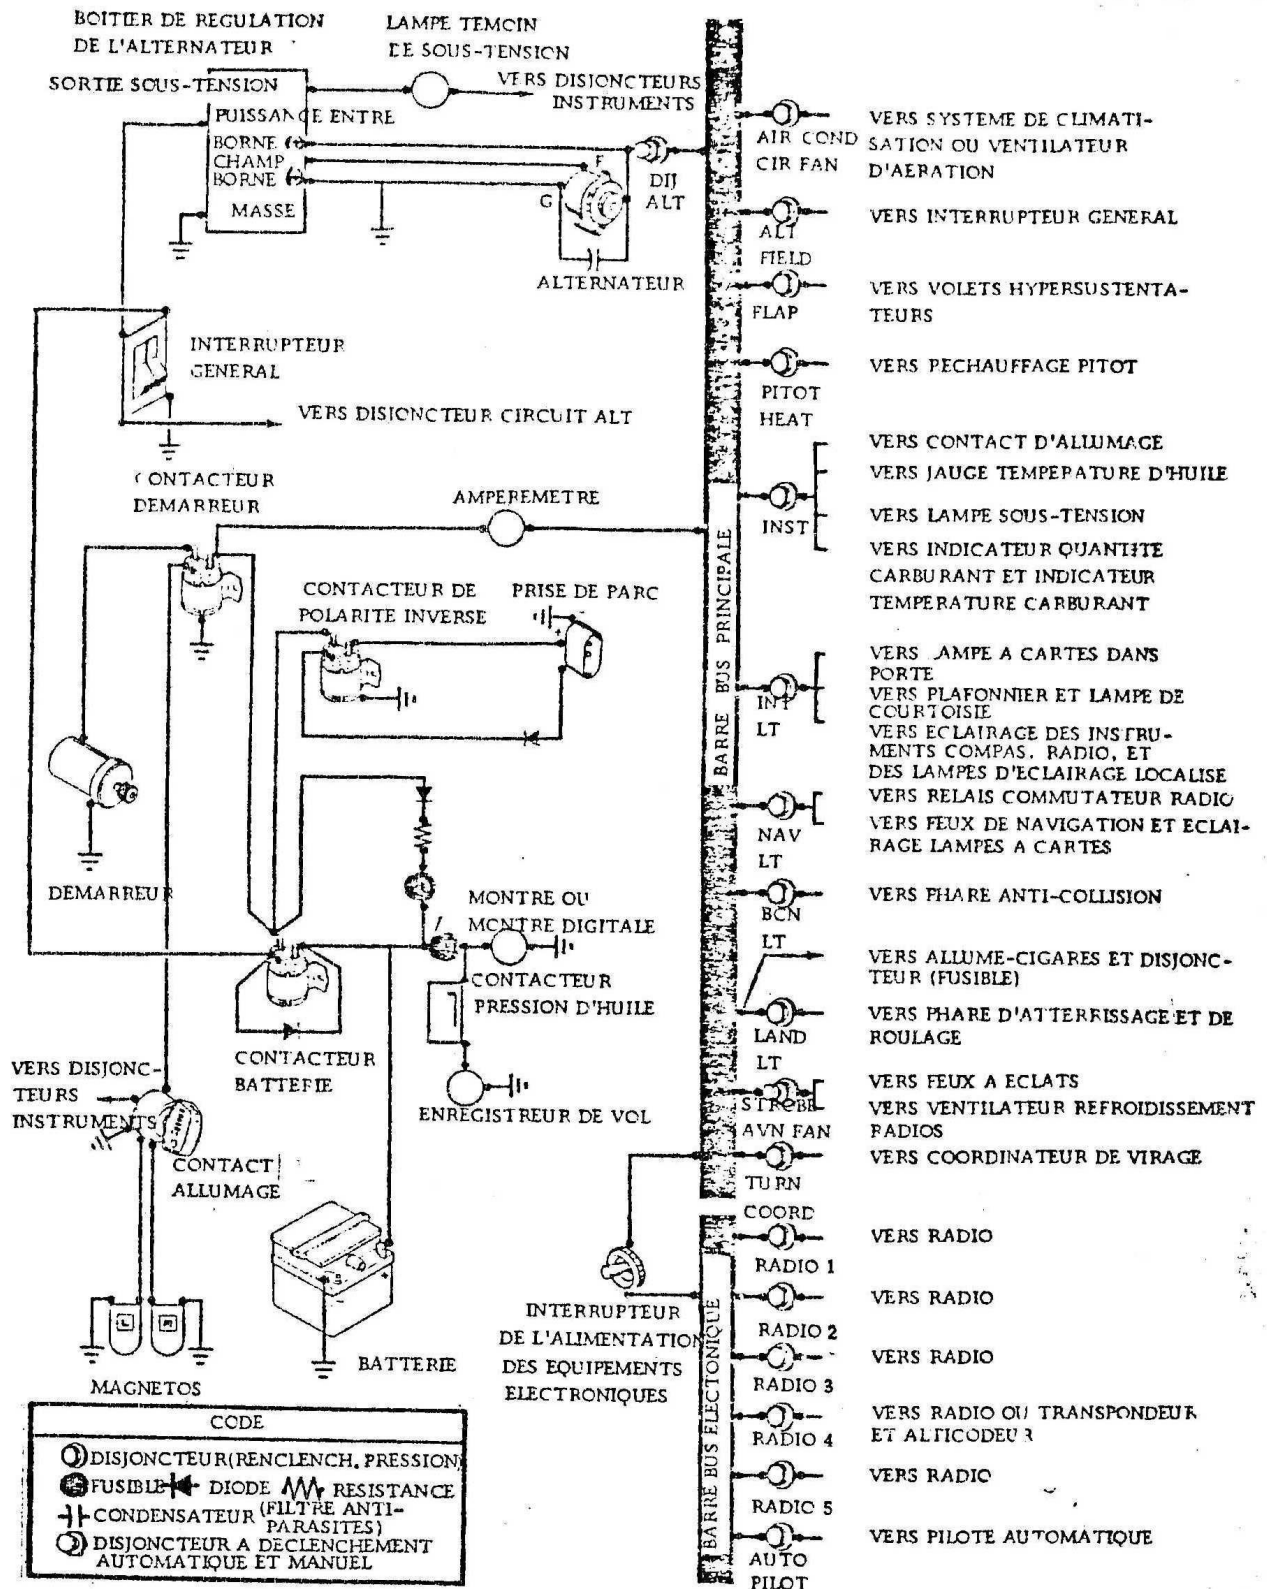 BOITIER DE REGULATION
DE L'ALTERNATEUR
LAMPE TEMOIN
DE SOUS-TENSION
SORTIE SOUS-TENSION
VERS DISJONCTEURS
INSTRUMENTS
PUISSANCE ENTRE
BORNE (+)
CHAMP
BORNE (-)
MASSE
F
G
DIJ
ALT
ALTERNATEUR
INTERRUPTEUR
GENERAL
VERS DISJONCTEUR CIRCUIT ALT
CONTACTEUR
DEMARREUR
AMPEREMETRE
CONTACTEUR DE
POLARITE INVERSE
PRISE DE PARC
+
DEMARREUR
MONTRE OU
MONTRE DIGITALE
CONTACTEUR
PRESSION D'HUILE
CONTACTEUR
BATTERIE
ENREGISTREUR DE VOL
VERS DISJONC-
TEURS
INSTRUMENTS
CONTACT
ALLUMAGE
L
R
MAGNETOS
+
BATTERIE
INTERRUPTEUR
DE L'ALIMENTATION
DES EQUIPEMENTS
ELECTRONIQUES
BARRE BUS PRINCIPALE
BARRE BUS ELECTONIQUE
AIR COND
CIR FAN
VERS SYSTEME DE CLIMATI-
SATION OU VENTILATEUR
D'AERATION
ALT
FIELD
VERS INTERRUPTEUR GENERAL
FLAP
VERS VOLETS HYPERSUSTENTA-
TEURS
PITOT
HEAT
VERS RECHAUFFAGE PITOT
INST
VERS CONTACT D'ALLUMAGE
VERS JAUGE TEMPERATURE D'HUILE
VERS LAMPE SOUS-TENSION
VERS INDICATEUR QUANTITE
CARBURANT ET INDICATEUR
TEMPERATURE CARBURANT
INT
LT
VERS LAMPE A CARTES DANS
PORTE
VERS PLAFONNIER ET LAMPE DE
COURTOISIE
VERS ECLAIRAGE DES INSTRU-
MENTS COMPAS, RADIO, ET
DES LAMPES D'ECLAIRAGE LOCALISE
NAV
LT
VERS RELAIS COMMUTATEUR RADIO
VERS FEUX DE NAVIGATION ET ECLAI-
RAGE LAMPES A CARTES
BCN
LT
VERS PHARE ANTI-COLLISION
VERS ALLUME-CIGARES ET DISJONC-
TEUR (FUSIBLE)
LAND
LT
VERS PHARE D'ATTERRISSAGE ET DE
ROULAGE
STROBE
AVN FAN
VERS FEUX A ECLATS
VERS VENTILATEUR REFROIDISSEMENT
RADIOS
TURN
COORD
VERS COORDINATEUR DE VIRAGE
RADIO 1
VERS RADIO
RADIO 2
VERS RADIO
RADIO 3
VERS RADIO
RADIO 4
VERS RADIO OU TRANSPONDEUR
ET ALTICODEUR
RADIO 5
VERS RADIO
AUTO
PILOT
VERS PILOTE AUTOMATIQUE
CODE
DISJONCTEUR (RENCLENCH. PRESSION)
FUSIBLE DIODE RESISTANCE
CONDENSATEUR (FILTRE ANTI-
PARASITES)
DISJONCTEUR A DECLENCHEMENT
AUTOMATIQUE ET MANUEL